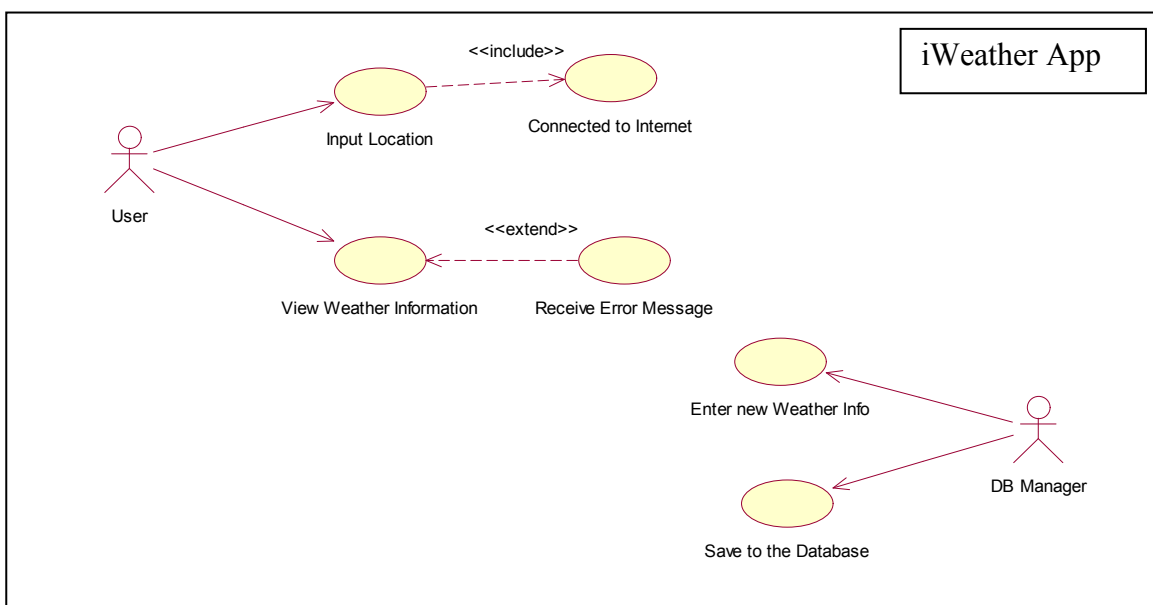 iWeather App
<<include>>
Input Location
Connected to Internet
User
<<extend>>
View Weather Information
Receive Error Message
Enter new Weather Info
DB Manager
Save to the Database